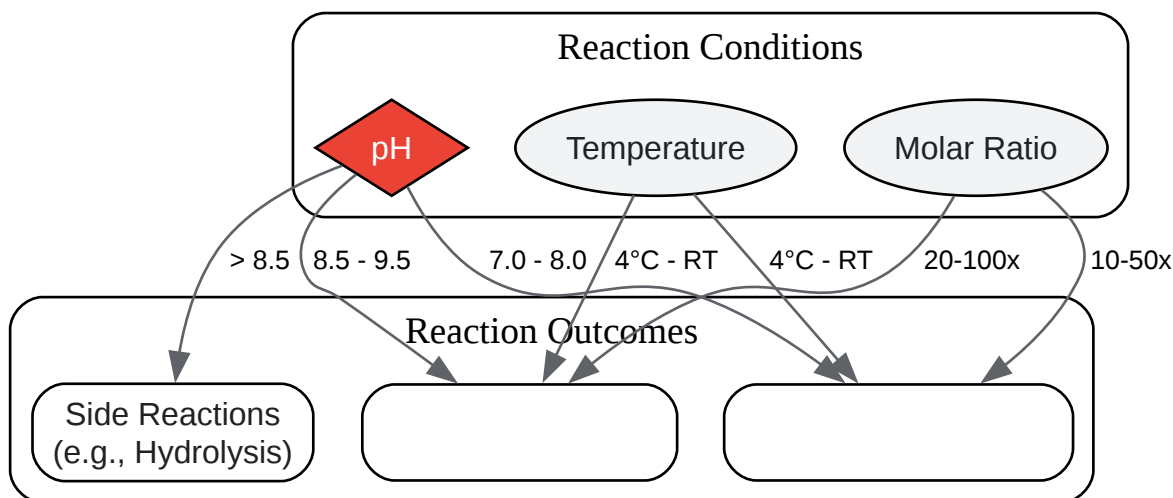 Reaction Conditions
pH
Temperature
Molar Ratio
> 8.5
8.5 - 9.5
7.0 - 8.0
4°C - RT
4°C - RT
20-100x
10-50x
Reaction Outcomes
Side Reactions
(e.g., Hydrolysis)